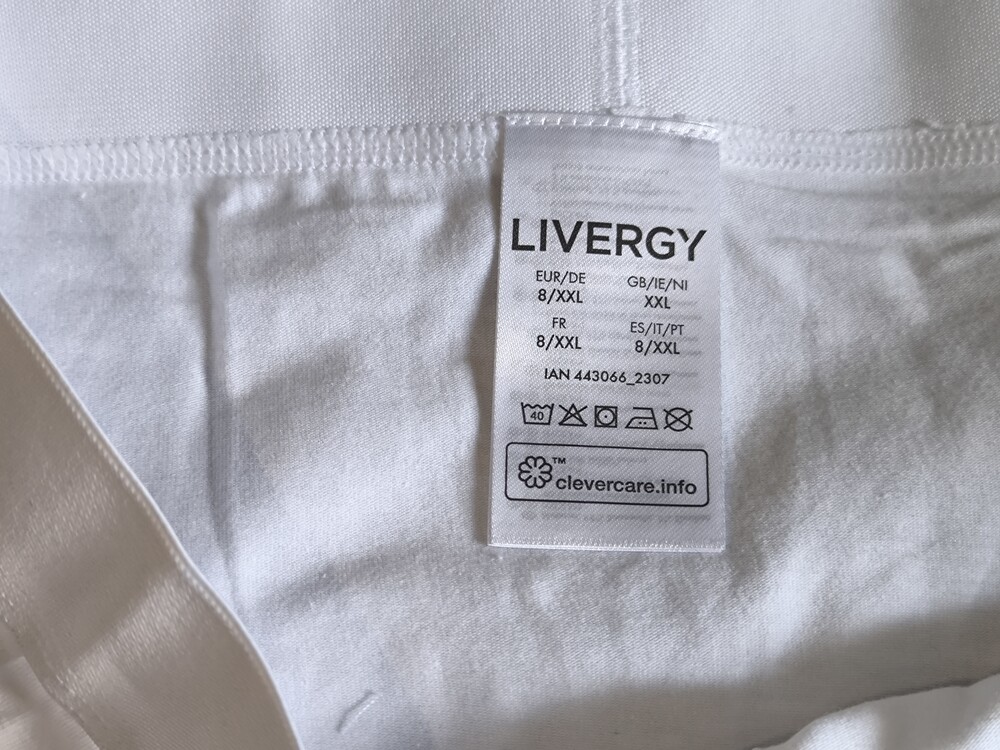 LIVERGY
EUR/DE GB/IE/NI
8/XXL XXL
FR ES/IT/PT
8/XXL 8/XXL
IAN 443066_2307
40
™
clevercare.info